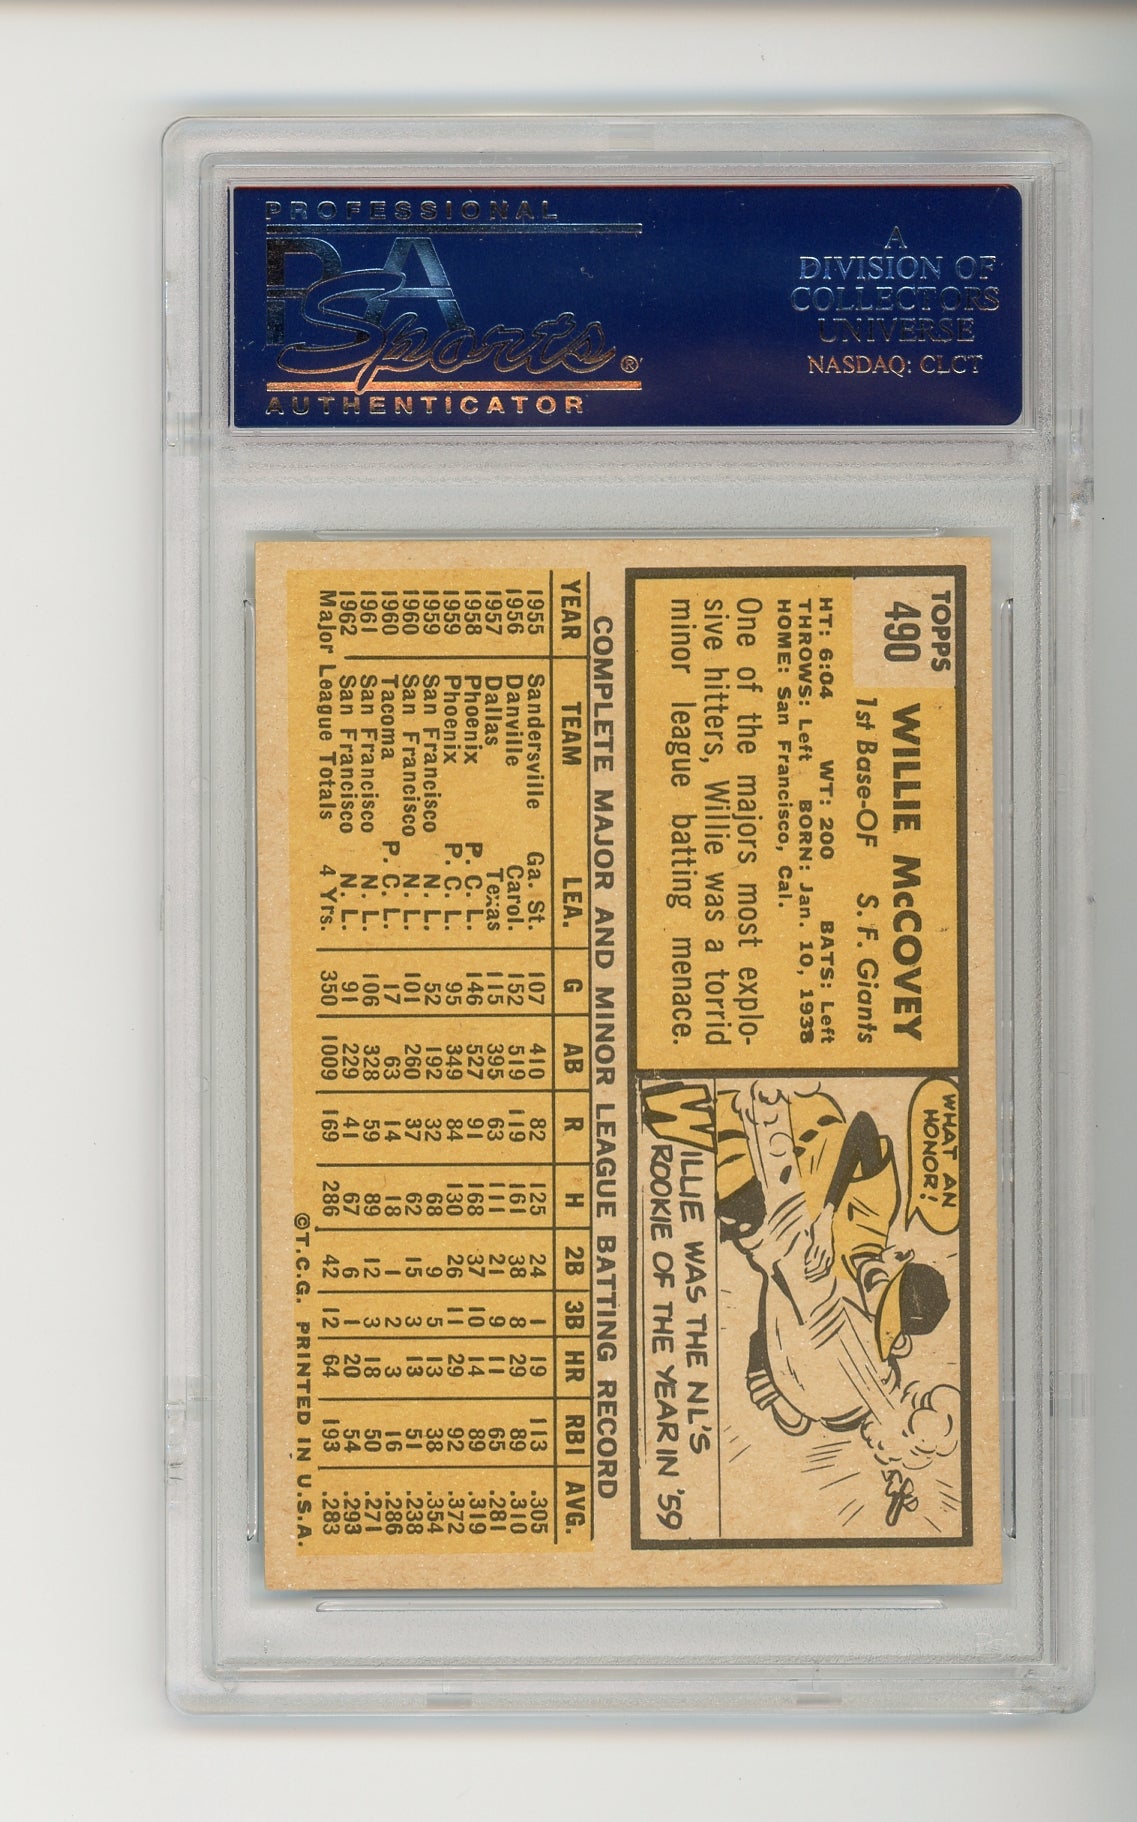 PROFESSIONAL
PSA
Sports®
AUTHENTICATOR
A
DIVISION OF
COLLECTORS
UNIVERSE
NASDAQ: CLCT
TOPPS
490
WILLIE McCOVEY
1st Base-OF S. F. Giants
HT: 6:04 WT: 200 BATS: Left
THROWS: Left BORN: Jan. 10, 1938
HOME: San Francisco, Cal.
One of the majors most explo-
sive hitters, Willie was a torrid
minor league batting menace.
WHAT AN
HONOR!
WILLIE WAS THE NL'S
ROOKIE OF THE YEAR IN '59
COMPLETE MAJOR AND MINOR LEAGUE BATTING RECORD
YEAR TEAM LEA. G AB R H 2B 3B HR RBI AVG.
1955 Sandersville Ga. St. 107 410 82 125 24 1 19 113 .305
1956 Danville Carol. 152 519 119 161 38 8 29 89 .310
1957 Dallas Texas 115 395 63 111 21 9 11 65 .281
1958 Phoenix P. C. L. 146 527 91 168 37 10 14 89 .319
1959 Phoenix P. C. L. 95 349 84 130 26 11 29 92 .372
1959 San Francisco N. L. 52 192 32 68 9 5 13 38 .354
1960 San Francisco N. L. 101 260 37 62 15 3 13 51 .238
1960 Tacoma P. C. L. 17 63 14 18 1 2 3 16 .286
1961 San Francisco N. L. 106 328 59 89 12 3 18 50 .271
1962 San Francisco N. L. 91 229 41 67 6 1 20 54 .293
Major League Totals 4 Yrs. 350 1009 169 286 42 12 64 193 .283
©T.C.G. PRINTED IN U.S.A.